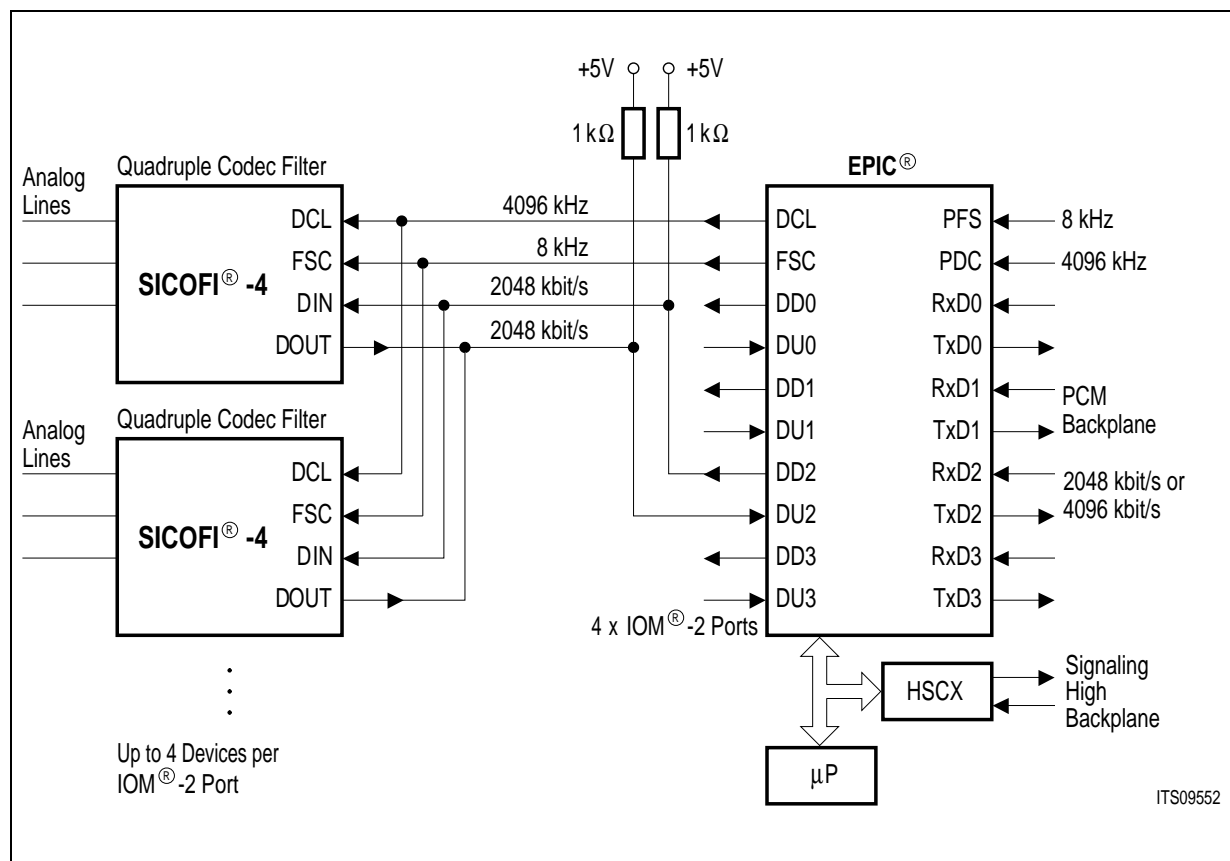 +5V +5V
1 kΩ 1 kΩ
Quadruple Codec Filter
Analog
Lines
SICOFI® -4
DCL
FSC
DIN
DOUT
4096 kHz
8 kHz
2048 kbit/s
2048 kbit/s
Quadruple Codec Filter
Analog
Lines
SICOFI® -4
DCL
FSC
DIN
DOUT
Up to 4 Devices per
IOM®-2 Port
EPIC®
DCL
FSC
DD0
DU0
DD1
DU1
DD2
DU2
DD3
DU3
PFS
PDC
RxD0
TxD0
RxD1
TxD1
RxD2
TxD2
RxD3
TxD3
8 kHz
4096 kHz
PCM
Backplane
2048 kbit/s or
4096 kbit/s
4 x IOM®-2 Ports
HSCX
Signaling
High
Backplane
μP
ITS09552